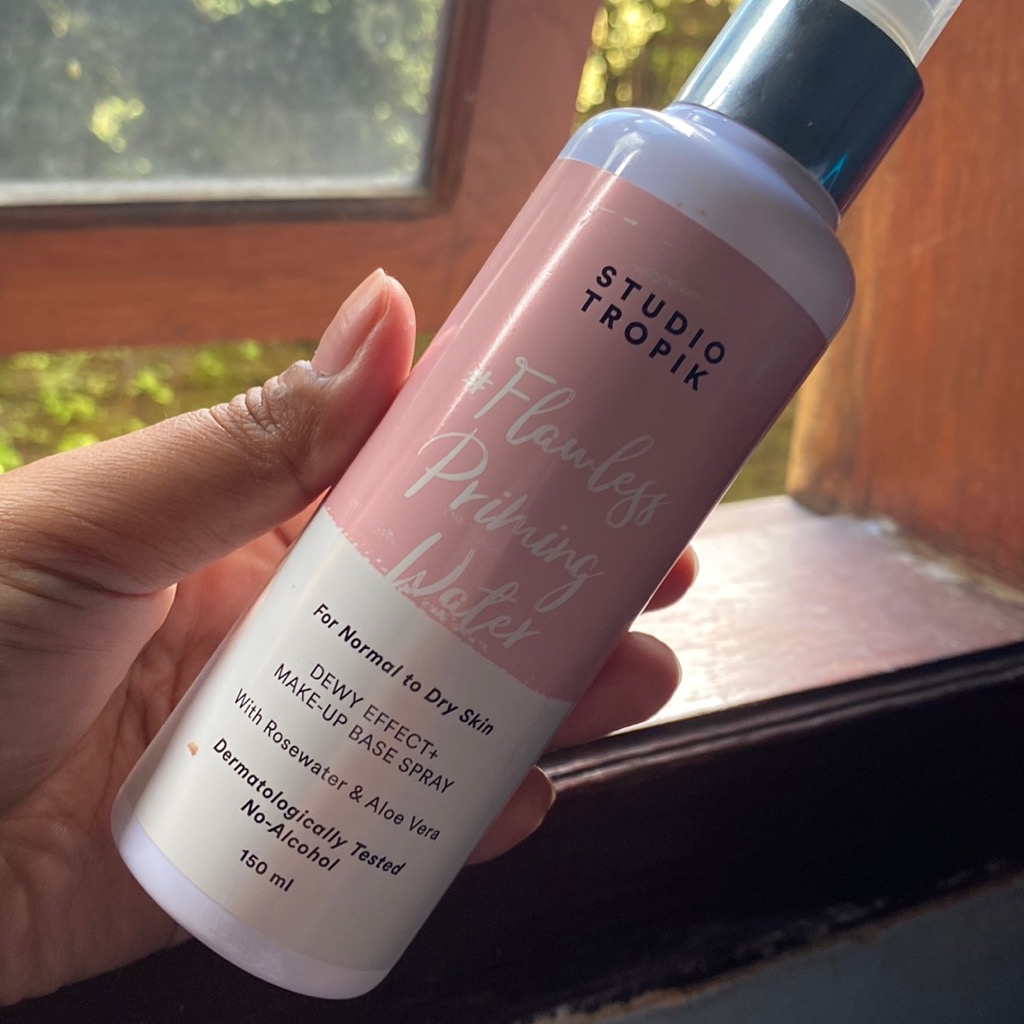 STUDIO
TROPIK
#Flawless
Priming
Water
For Normal to Dry Skin
DEWY EFFECT+
MAKE-UP BASE SPRAY
With Rosewater & Aloe Vera
Dermatologically Tested
No-Alcohol
150 ml